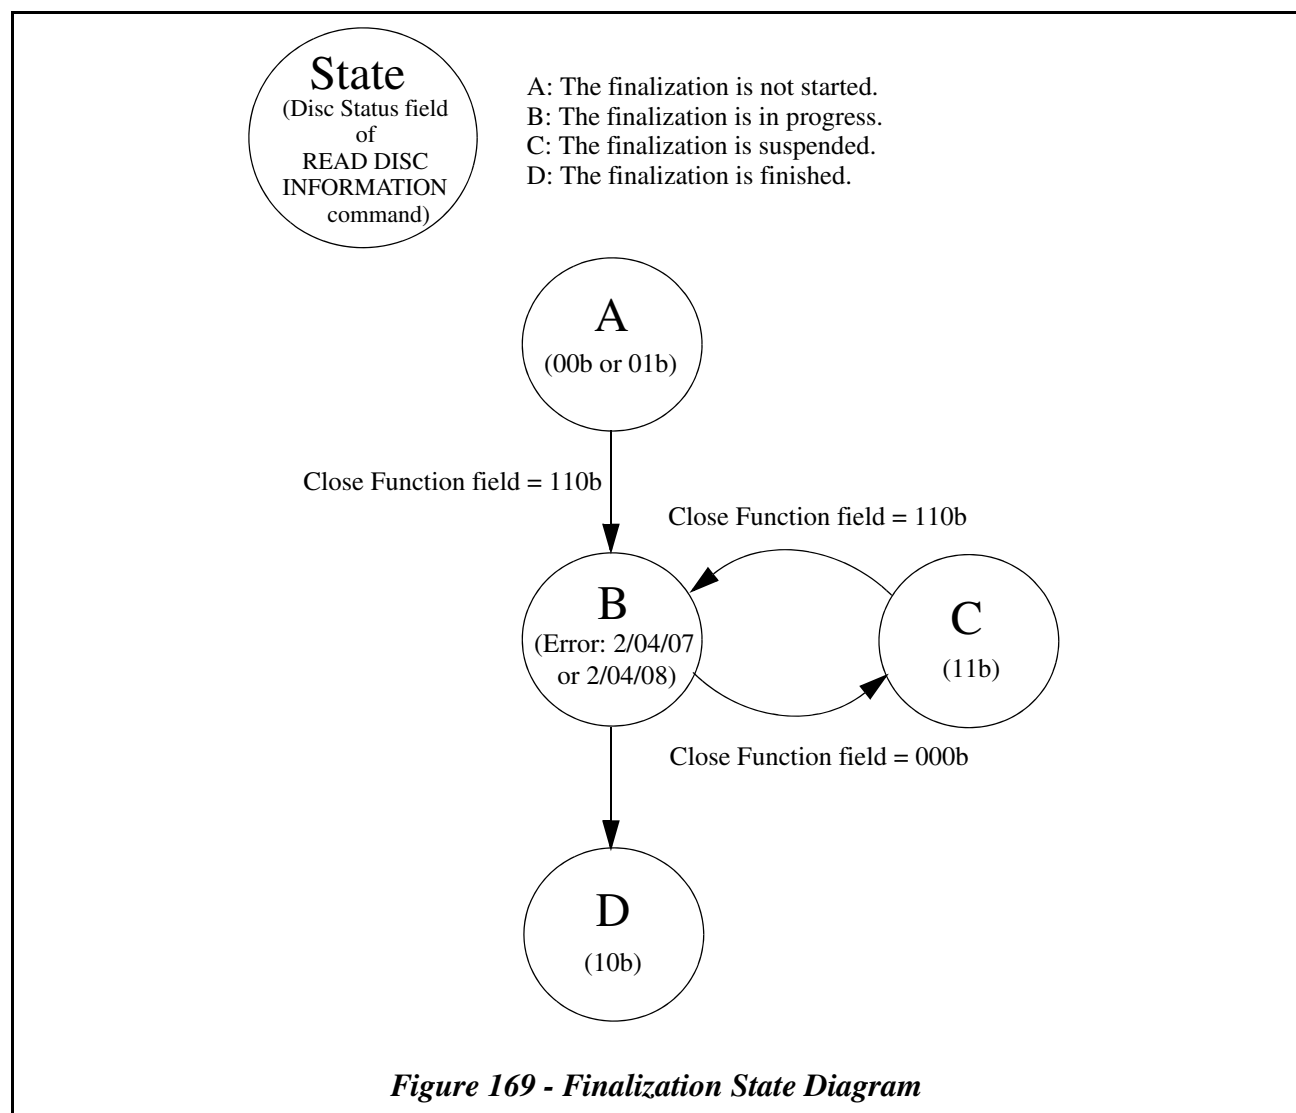 State
(Disc Status field
of
READ DISC
INFORMATION
command)
A: The finalization is not started.
B: The finalization is in progress.
C: The finalization is suspended.
D: The finalization is finished.
A
(00b or 01b)
Close Function field = 110b
Close Function field = 110b
B
(Error: 2/04/07
or 2/04/08)
C
(11b)
Close Function field = 000b
D
(10b)
Figure 169 - Finalization State Diagram